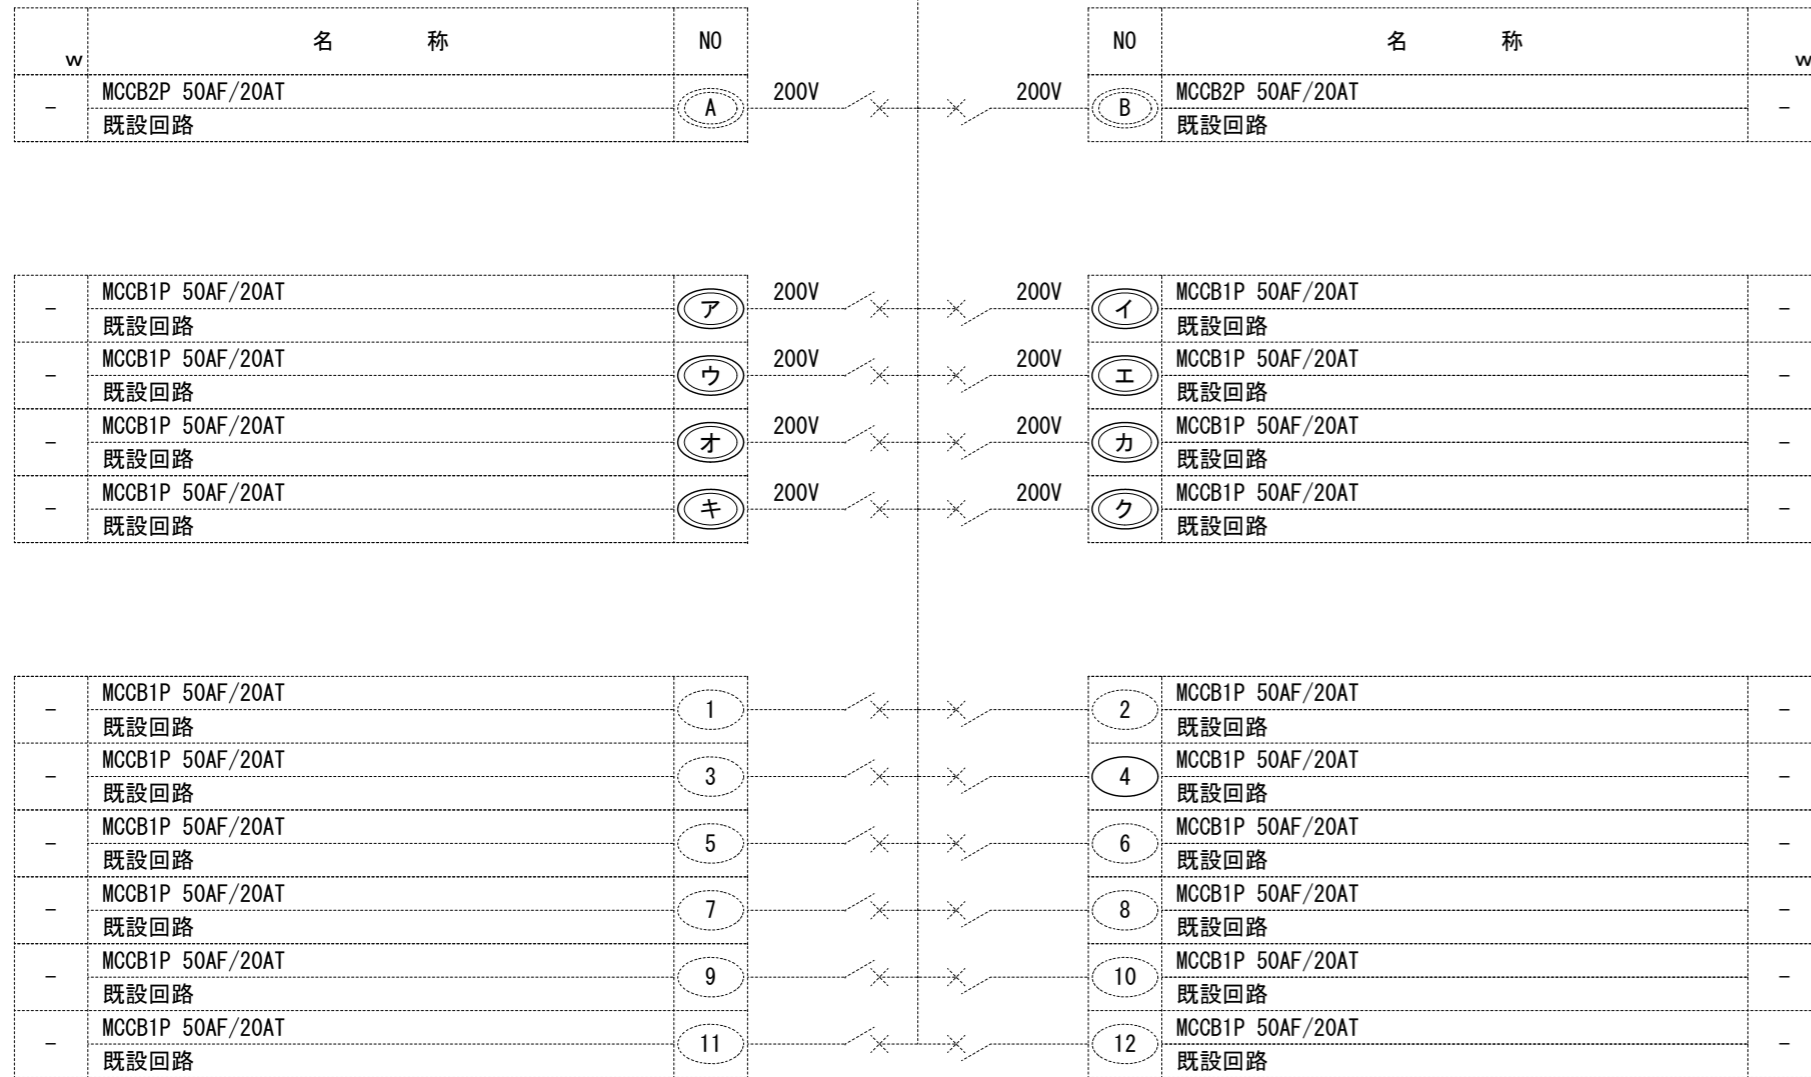 w 名 称 NO NO 名 称 w
- MCCB2P 50AF/20AT A 200V 200V B MCCB2P 50AF/20AT -
既設回路 既設回路
- MCCB1P 50AF/20AT ア 200V 200V イ MCCB1P 50AF/20AT -
既設回路 既設回路
- MCCB1P 50AF/20AT ウ 200V 200V エ MCCB1P 50AF/20AT -
既設回路 既設回路
- MCCB1P 50AF/20AT オ 200V 200V カ MCCB1P 50AF/20AT -
既設回路 既設回路
- MCCB1P 50AF/20AT キ 200V 200V ク MCCB1P 50AF/20AT -
既設回路 既設回路
- MCCB1P 50AF/20AT 1 2 MCCB1P 50AF/20AT -
既設回路 既設回路
- MCCB1P 50AF/20AT 3 4 MCCB1P 50AF/20AT -
既設回路 既設回路
- MCCB1P 50AF/20AT 5 6 MCCB1P 50AF/20AT -
既設回路 既設回路
- MCCB1P 50AF/20AT 7 8 MCCB1P 50AF/20AT -
既設回路 既設回路
- MCCB1P 50AF/20AT 9 10 MCCB1P 50AF/20AT -
既設回路 既設回路
- MCCB1P 50AF/20AT 11 12 MCCB1P 50AF/20AT -
既設回路 既設回路